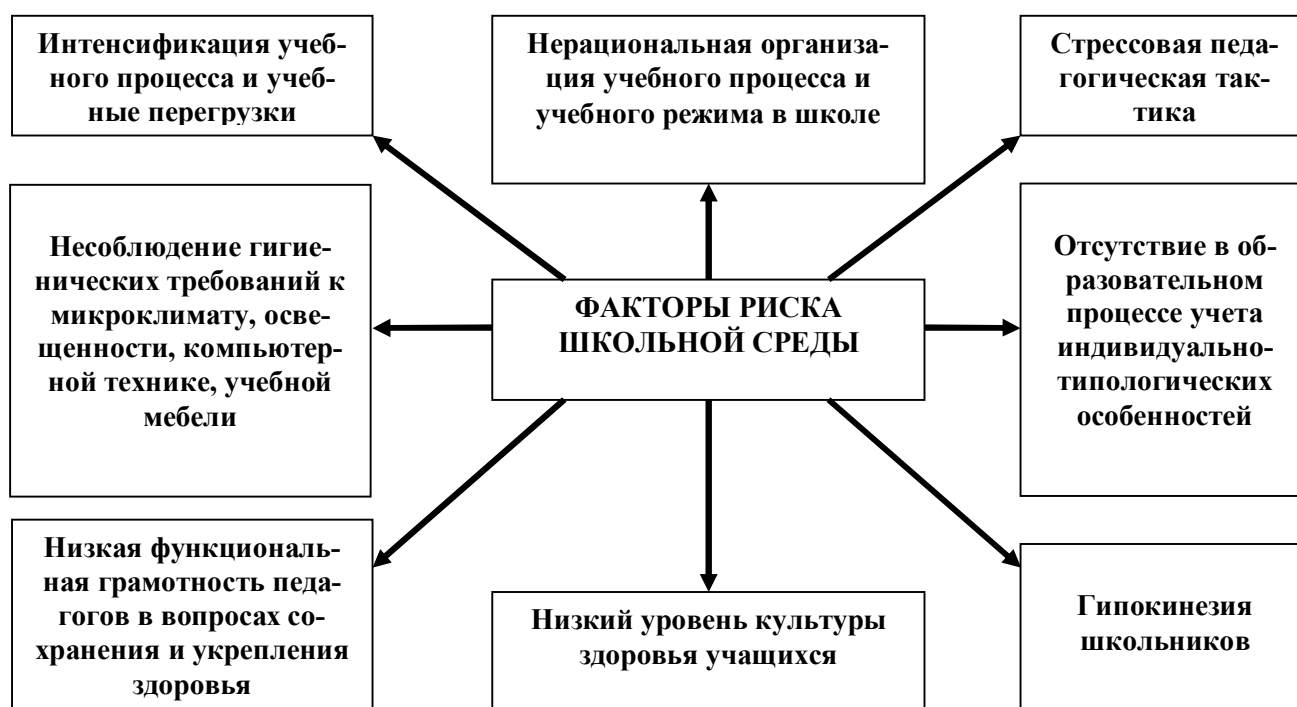 Интенсификация учеб-
ного процесса и учеб-
ные перегрузки
Нерациональная организа-
ция учебного процесса и
учебного режима в школе
Стрессовая педа-
гогическая так-
тика
Несоблюдение гигие-
нических требований к
микроклимату, осве-
щенности, компьютер-
ной технике, учебной
мебели
ФАКТОРЫ РИСКА
ШКОЛЬНОЙ СРЕДЫ
Отсутствие в об-
разовательном
процессе учета
индивидуально-
типологических
особенностей
Низкая функциональ-
ная грамотность педа-
гогов в вопросах со-
хранения и укрепления
здоровья
Низкий уровень культуры
здоровья учащихся
Гипокинезия
школьников